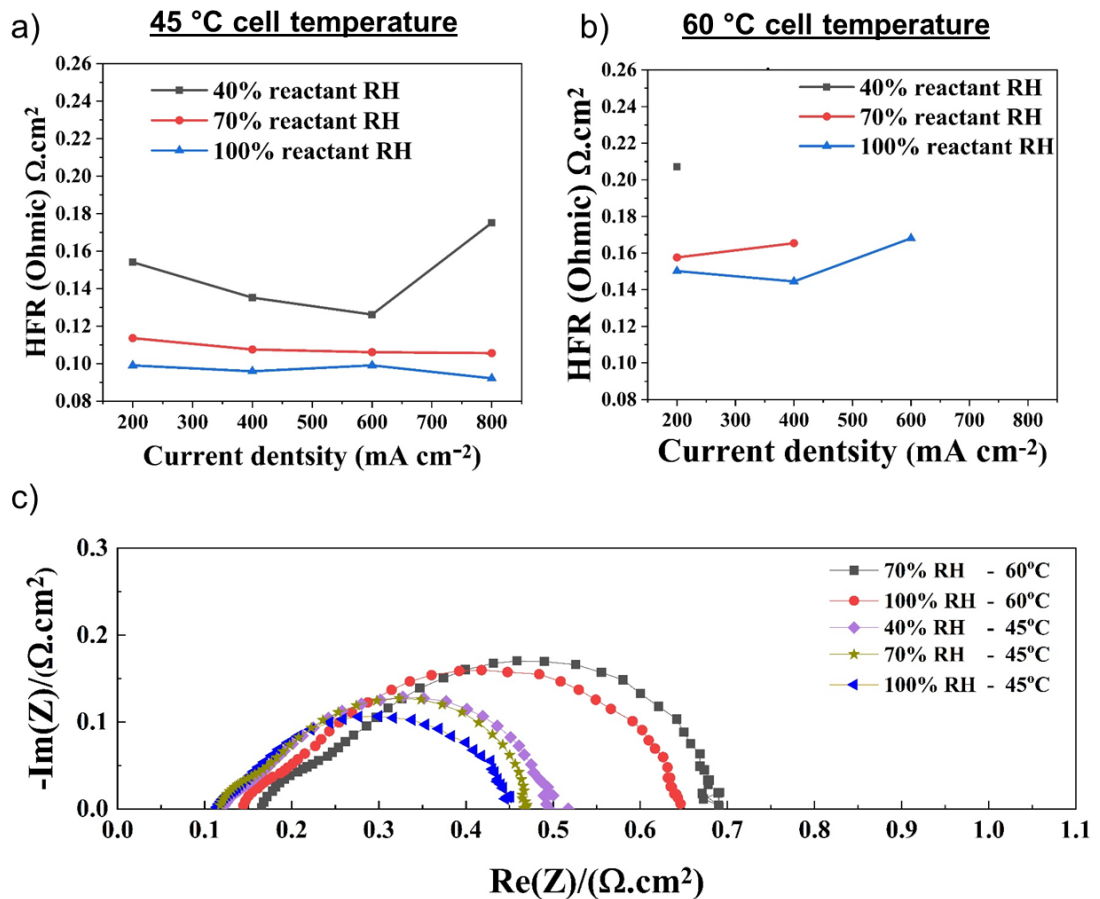 a)
45 °C cell temperature
0.26
0.24
0.22
0.20
0.18
0.16
0.14
0.12
0.10
0.08
HFR (Ohmic) Ω.cm²
40% reactant RH
70% reactant RH
100% reactant RH
200 300 400 500 600 700 800
Current dentsity (mA cm⁻²)
b)
60 °C cell temperature
0.26
0.24
0.22
0.20
0.18
0.16
0.14
0.12
0.10
0.08
HFR (Ohmic) Ω.cm²
40% reactant RH
70% reactant RH
100% reactant RH
200 300 400 500 600 700 800
Current dentsity (mA cm⁻²)
c)
0.3
0.2
0.1
0.0
-Im(Z)/(Ω.cm²)
70% RH - 60ºC
100% RH - 60ºC
40% RH - 45ºC
70% RH - 45ºC
100% RH - 45ºC
0.0 0.1 0.2 0.3 0.4 0.5 0.6 0.7 0.8 0.9 1.0 1.1
Re(Z)/(Ω.cm²)